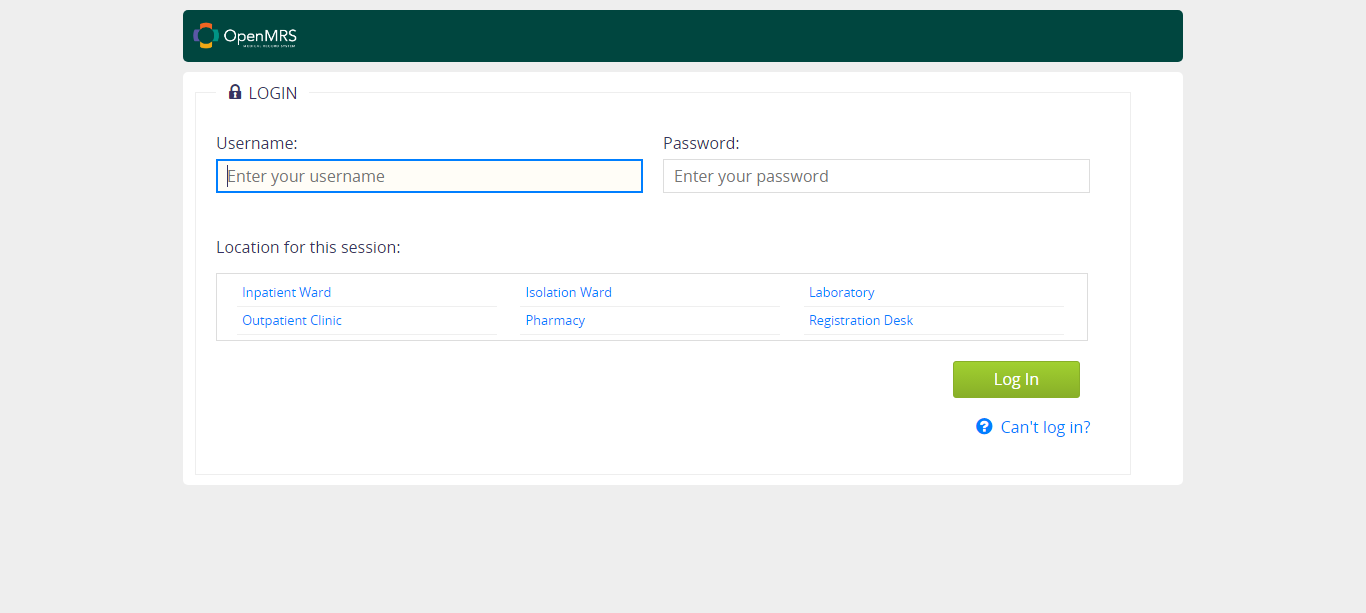 OpenMRS
MEDICAL RECORD SYSTEM
LOGIN
Username: Password:
Enter your username Enter your password
Location for this session:
Inpatient Ward Isolation Ward Laboratory
Outpatient Clinic Pharmacy Registration Desk
Log In
Can't log in?